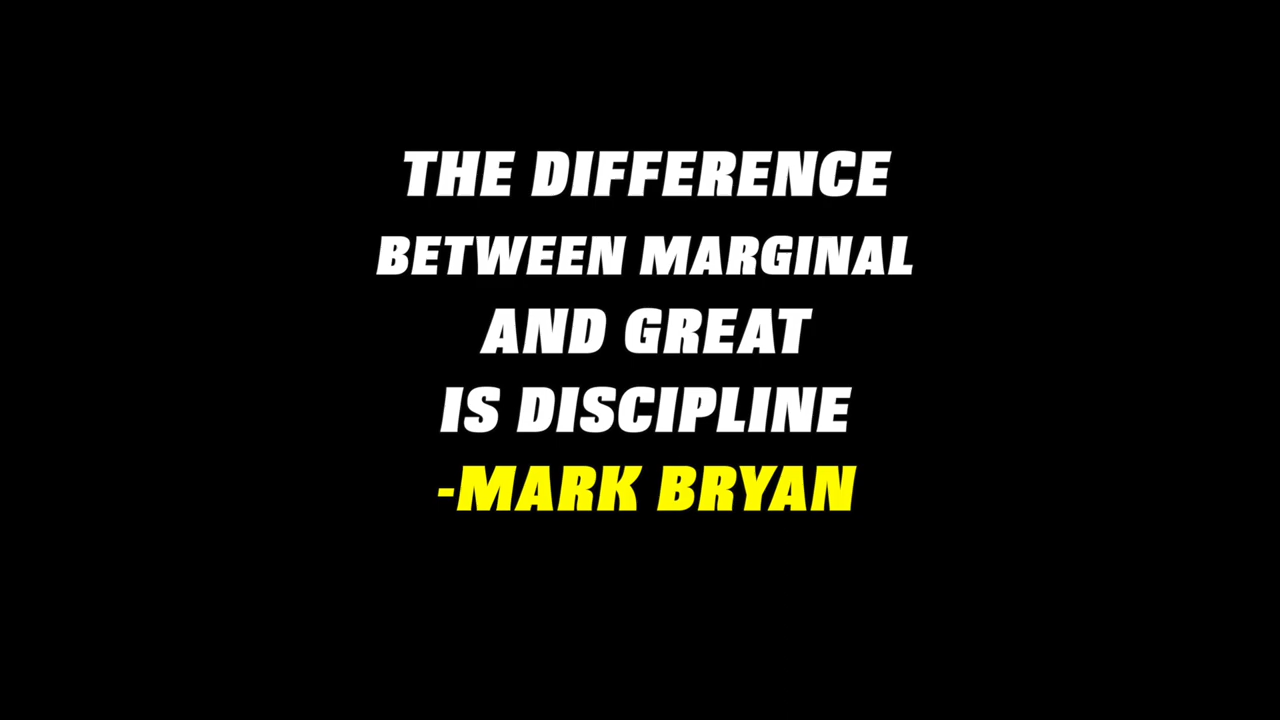 THE DIFFERENCE
BETWEEN MARGINAL
AND GREAT
IS DISCIPLINE
-MARK BRYAN